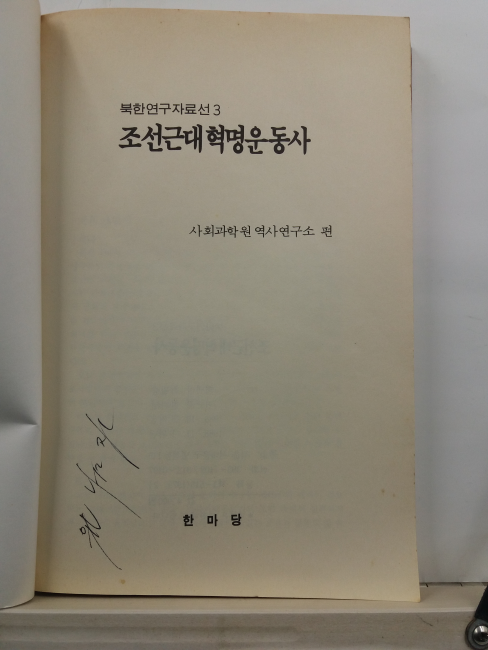 북한연구자료선 3
조선근대혁명운동사
사회과학원 역사연구소 편
한마당